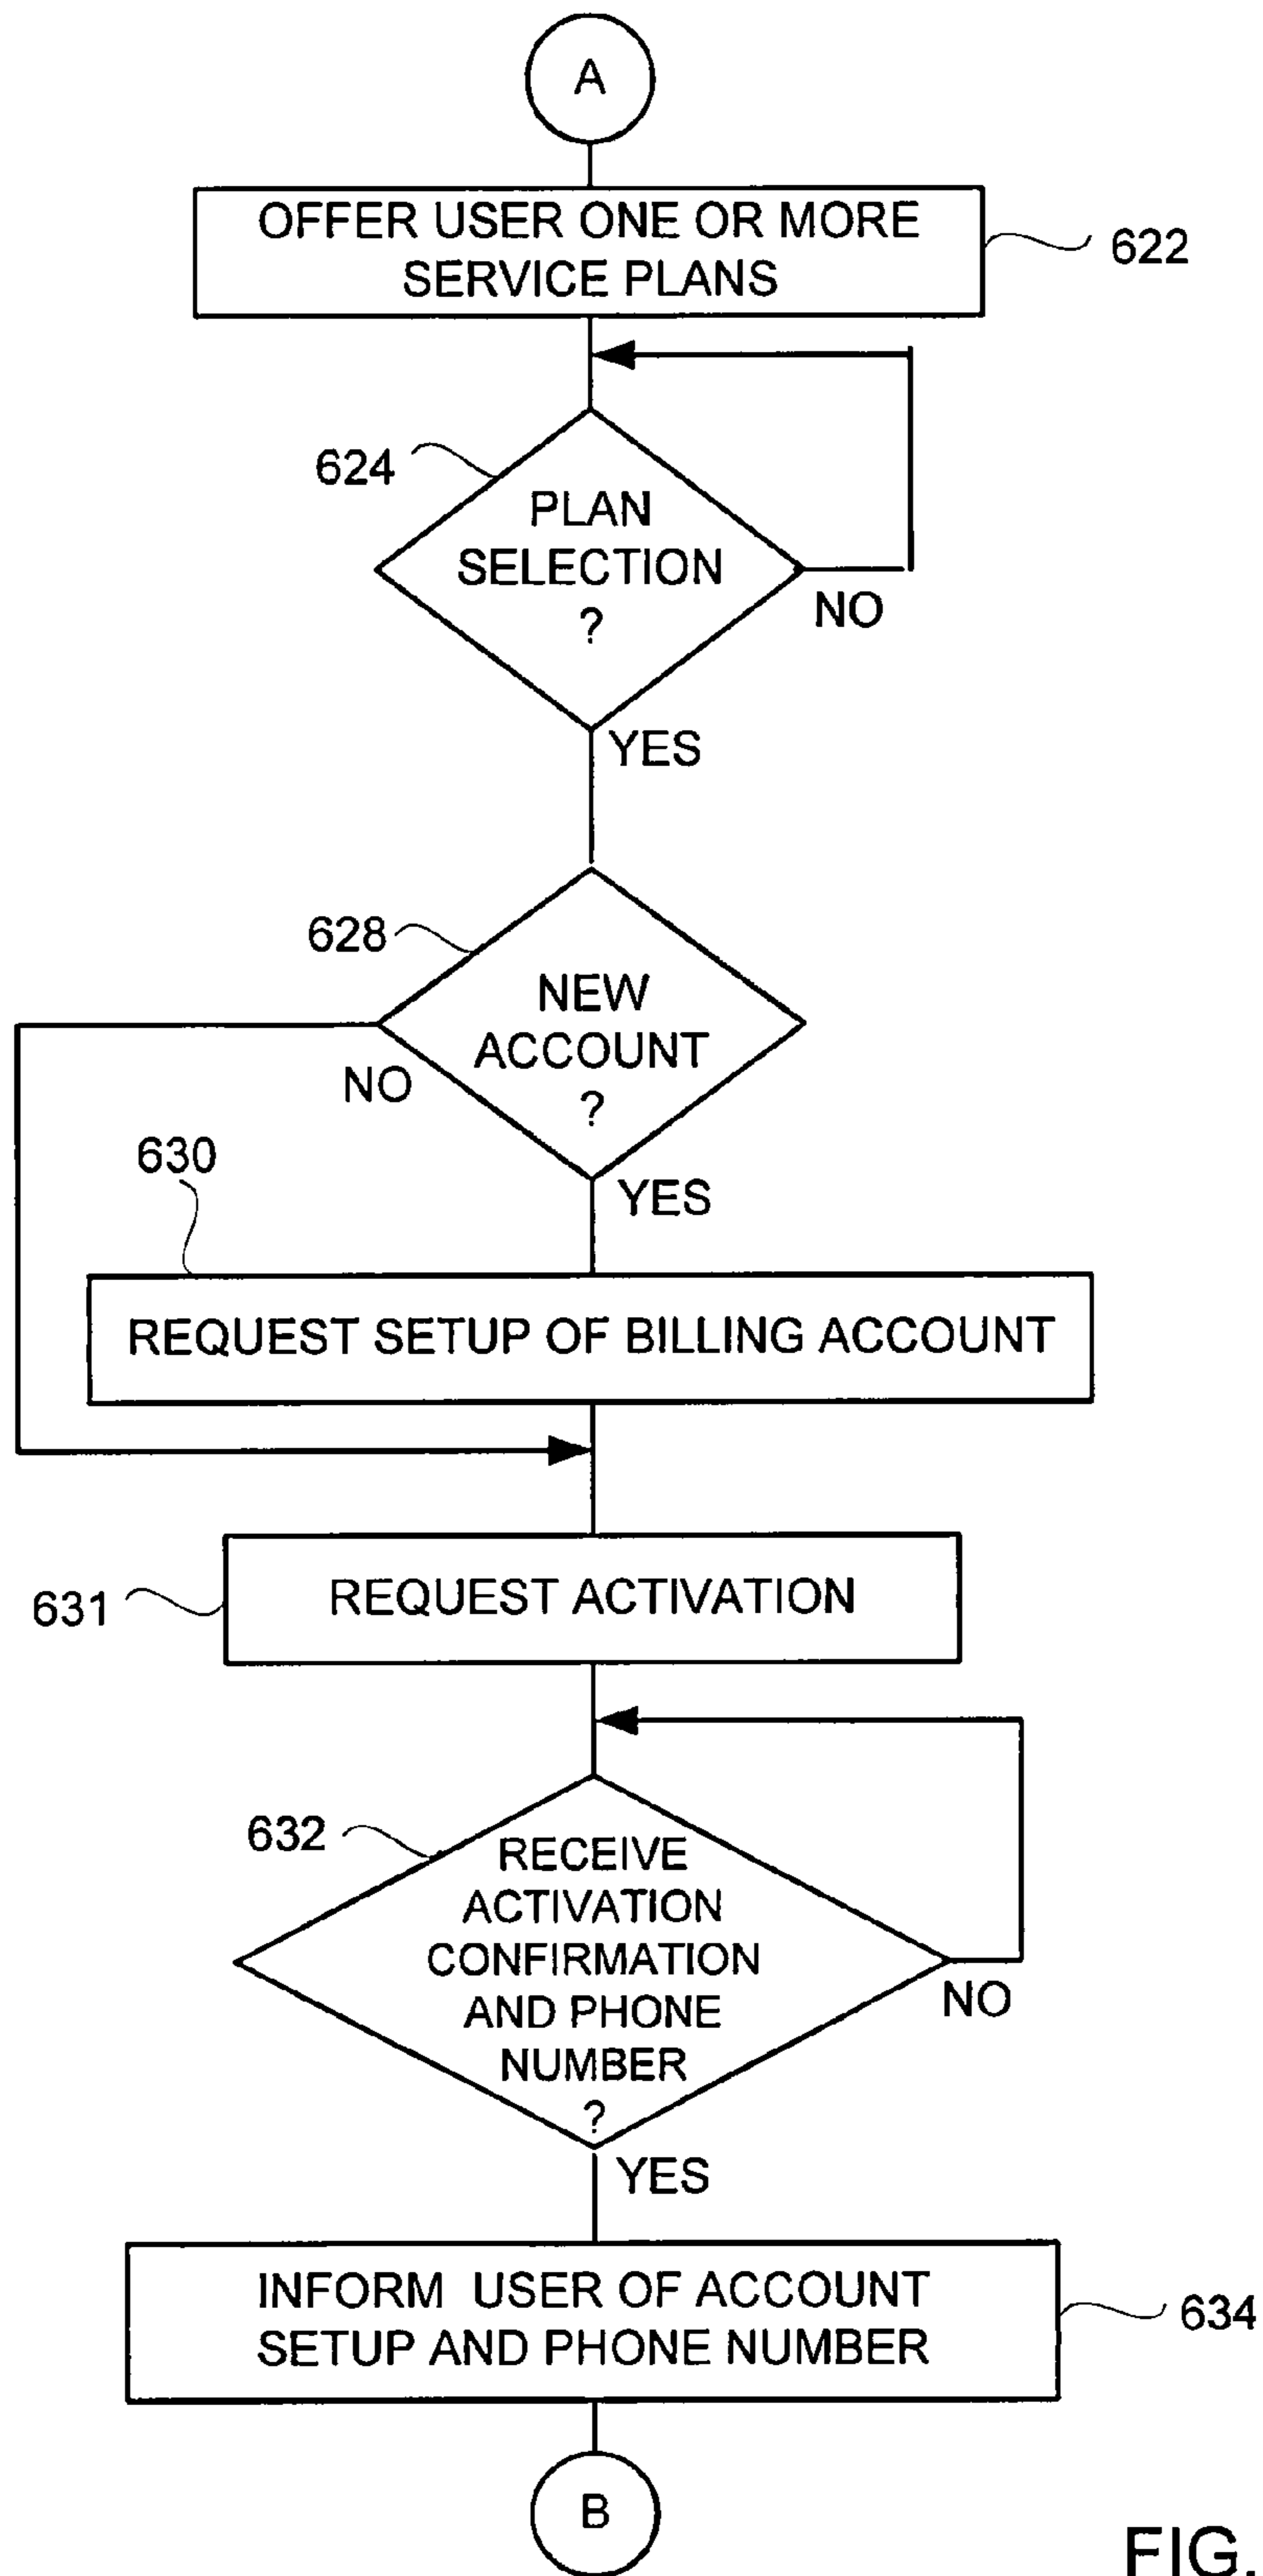 A
OFFER USER ONE OR MORE
SERVICE PLANS
622
624
PLAN
SELECTION
?
NO
YES
628
NEW
ACCOUNT
?
NO
630
YES
REQUEST SETUP OF BILLING ACCOUNT
631
REQUEST ACTIVATION
632
RECEIVE
ACTIVATION
CONFIRMATION
AND PHONE
NUMBER
?
NO
YES
INFORM USER OF ACCOUNT
SETUP AND PHONE NUMBER
634
B
FIG.